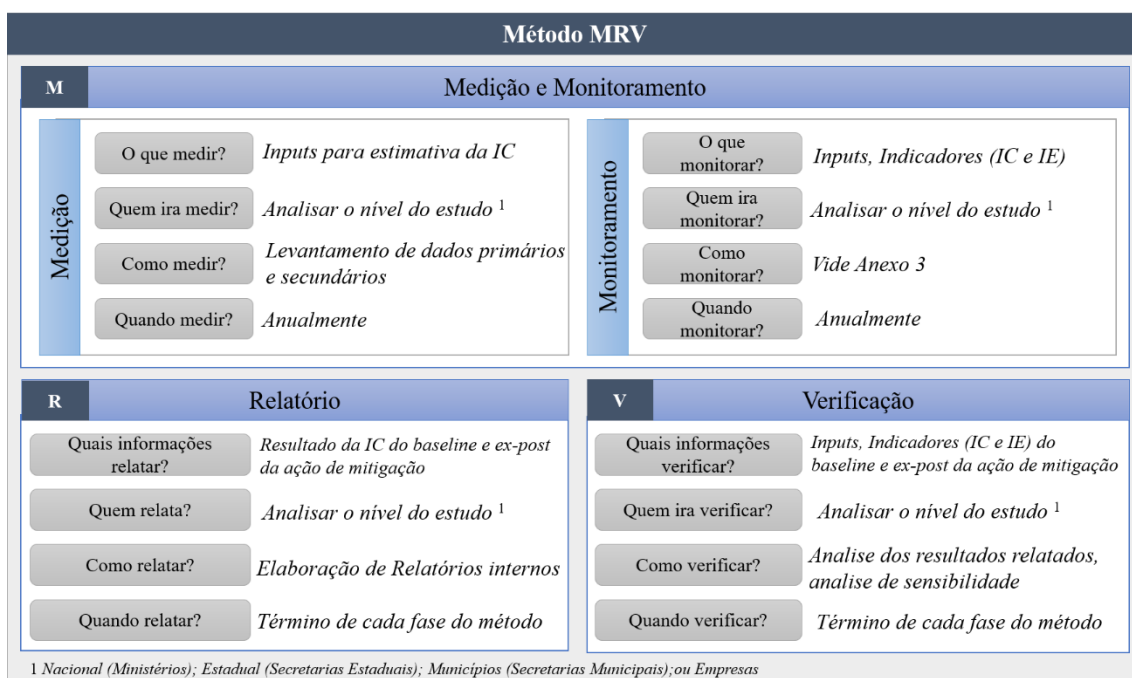 Método MRV
M
Medição e Monitoramento
Medição
O que medir?
Inputs para estimativa da IC
Quem ira medir?
Analisar o nível do estudo 1
Como medir?
Levantamento de dados primários
e secundários
Quando medir?
Anualmente
Monitoramento
O que
monitorar?
Inputs, Indicadores (IC e IE)
Quem ira
monitorar?
Analisar o nível do estudo 1
Como
monitorar?
Vide Anexo 3
Quando
monitorar?
Anualmente
R
Relatório
Quais informações
relatar?
Resultado da IC do baseline e ex-post
da ação de mitigação
Quem relata?
Analisar o nível do estudo 1
Como relatar?
Elaboração de Relatórios internos
Quando relatar?
Término de cada fase do método
V
Verificação
Quais informações
verificar?
Inputs, Indicadores (IC e IE) do
baseline e ex-post da ação de mitigação
Quem ira verificar?
Analisar o nível do estudo 1
Como verificar?
Analise dos resultados relatados,
analise de sensibilidade
Quando verificar?
Término de cada fase do método
1 Nacional (Ministérios); Estadual (Secretarias Estaduais); Municípios (Secretarias Municipais);ou Empresas